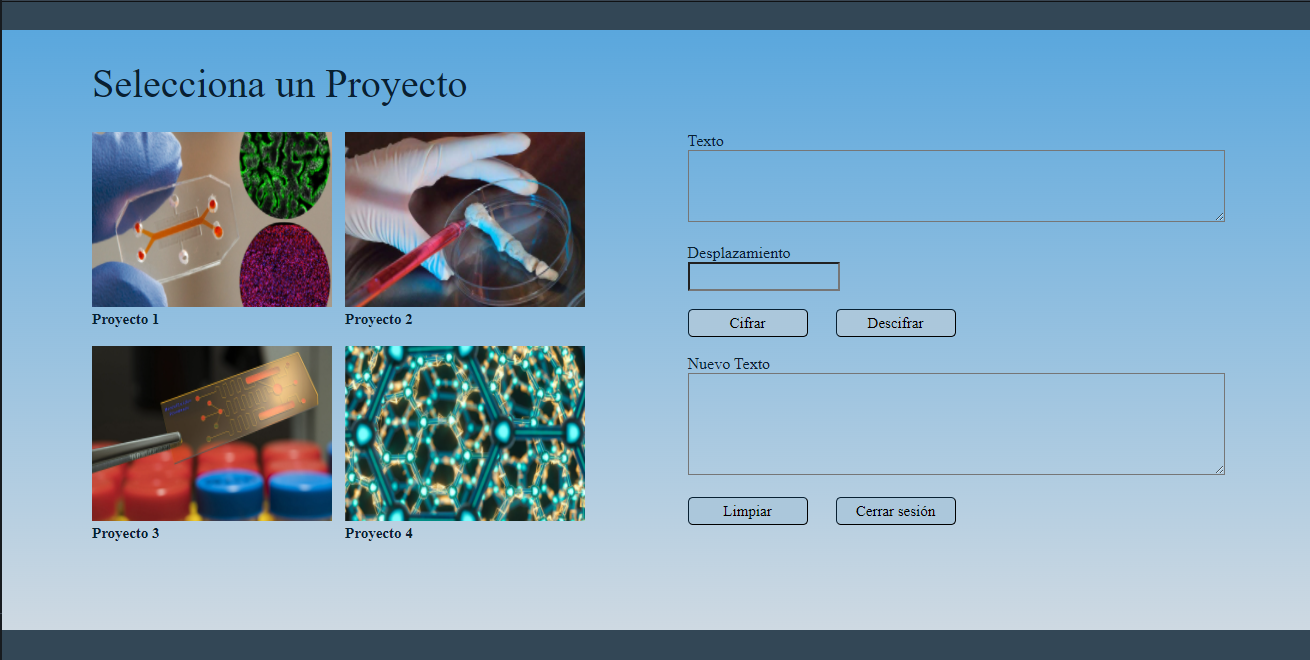 Selecciona un Proyecto
Proyecto 1
Proyecto 2
Proyecto 3
Proyecto 4
Texto
Desplazamiento
Cifrar
Descifrar
Nuevo Texto
Limpiar
Cerrar sesión